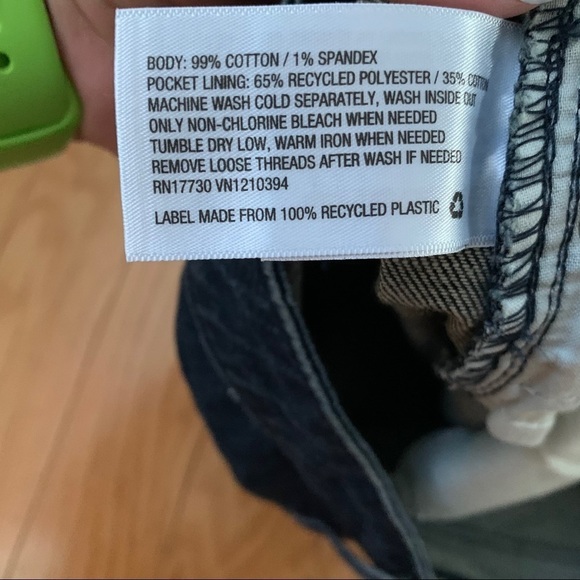 BODY: 99% COTTON / 1% SPANDEX
POCKET LINING: 65% RECYCLED POLYESTER / 35% COTTON
MACHINE WASH COLD SEPARATELY, WASH INSIDE OUT
ONLY NON-CHLORINE BLEACH WHEN NEEDED
TUMBLE DRY LOW, WARM IRON WHEN NEEDED
REMOVE LOOSE THREADS AFTER WASH IF NEEDED
RN17730 VN1210394
LABEL MADE FROM 100% RECYCLED PLASTIC